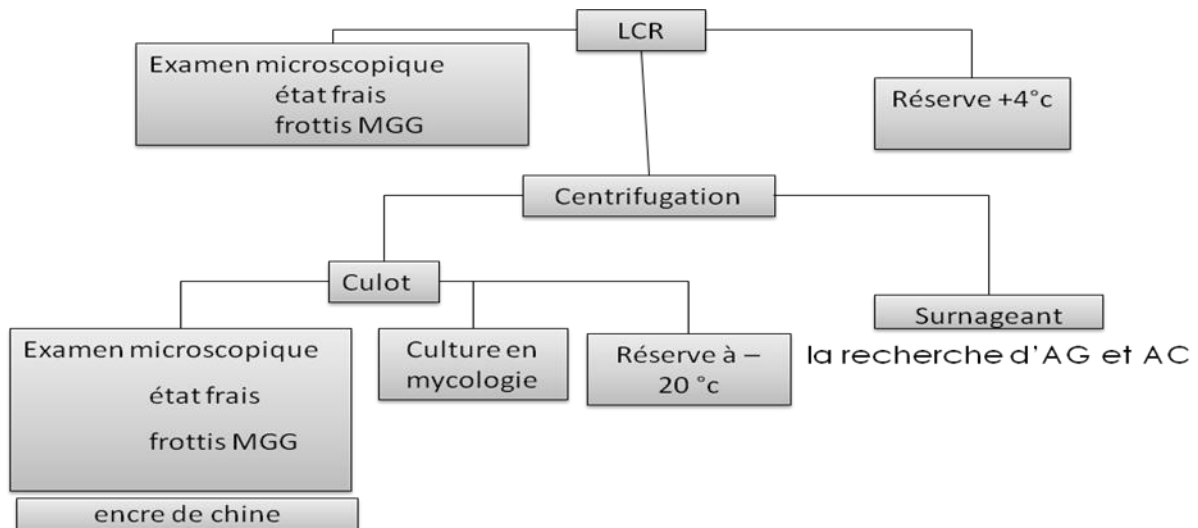 LCR
Examen microscopique
état frais
frottis MGG
Réserve +4°c
Centrifugation
Culot
Surnageant
la recherche d'AG et AC
Examen microscopique
état frais
frottis MGG
encre de chine
Culture en
mycologie
Réserve à –
20 °c